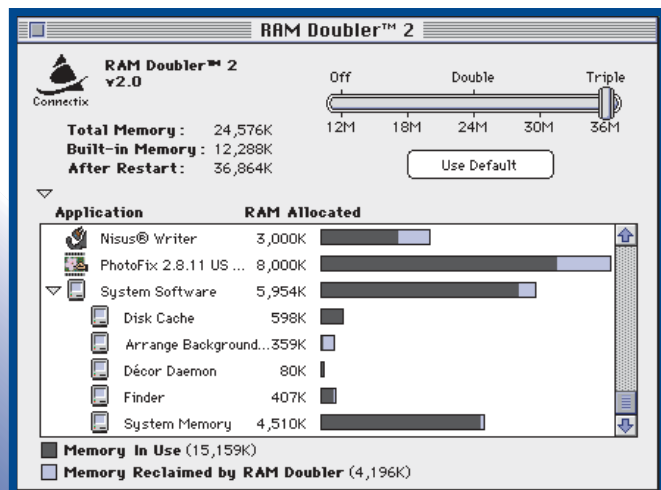 RAM Doubler™ 2
RAM Doubler™ 2
v2.0
Connectix
Off Double Triple
12M 18M 24M 30M 36M
Total Memory: 24,576K
Built-in Memory: 12,288K
After Restart: 36,864K
Use Default
Application RAM Allocated
Nisus® Writer 3,000K
PhotoFix 2.8.11 US ... 8,000K
System Software 5,954K
Disk Cache 598K
Arrange Background...359K
Décor Daemon 80K
Finder 407K
System Memory 4,510K
Memory In Use (15,159K)
Memory Reclaimed by RAM Doubler (4,196K)